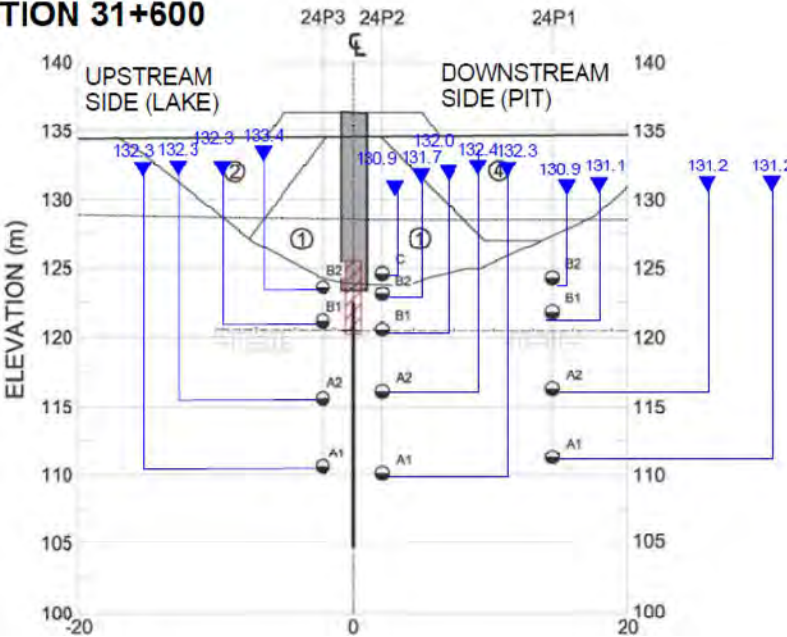 TION 31+600
24P3 24P2 24P1
℄
140 140
UPSTREAM
SIDE (LAKE)
DOWNSTREAM
SIDE (PIT)
135 135
132.3 132.3 132.3 133.4 130.9 131.7 132.0 132.4 132.3 130.9 131.1 131.2 131.2
② ④
130 130
① ①
125 125
B2 C B2 B2
B1 B1 B1
120 120
A2 A2 A2
115 115
A1 A1 A1
110 110
105 105
100 100
-20 0 20
ELEVATION (m)